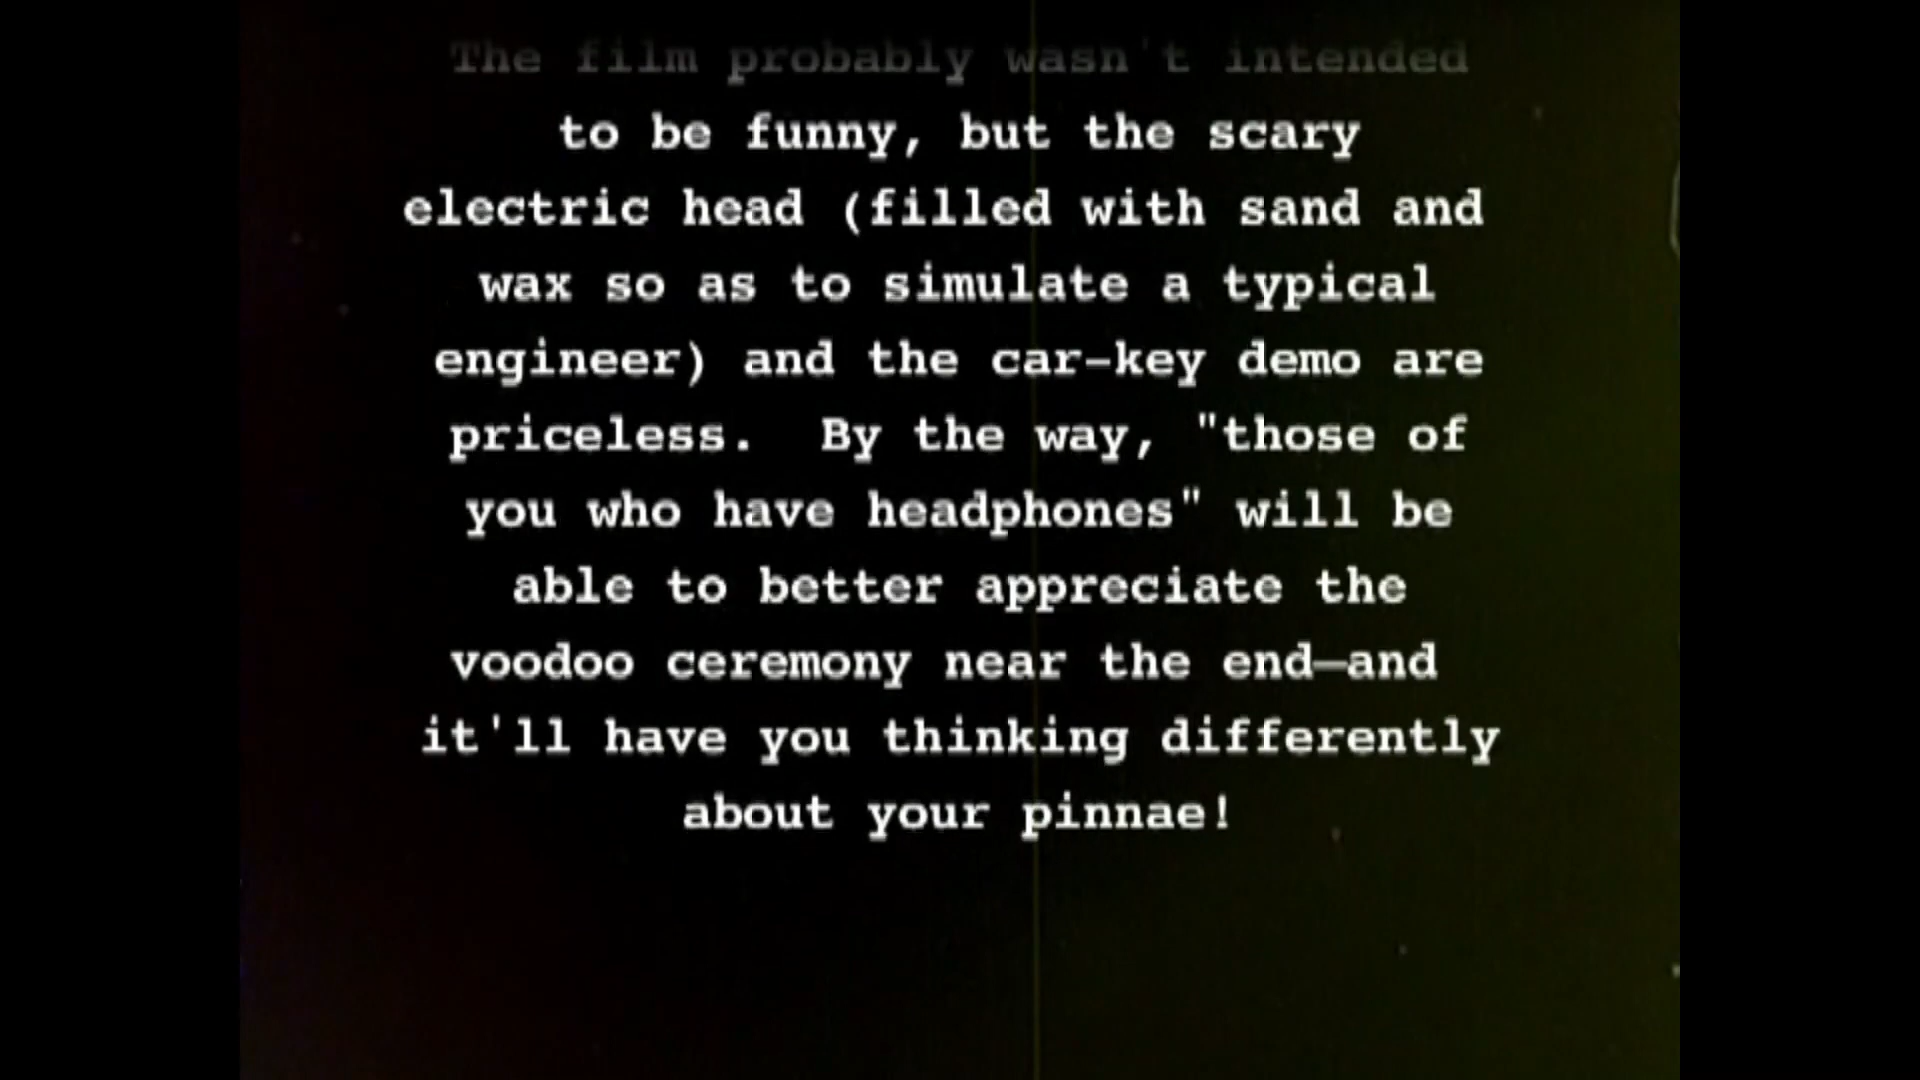 The film probably wasn't intended
to be funny, but the scary
electric head (filled with sand and
wax so as to simulate a typical
engineer) and the car-key demo are
priceless.  By the way, "those of
you who have headphones" will be
able to better appreciate the
voodoo ceremony near the end—and
it'll have you thinking differently
about your pinnae!